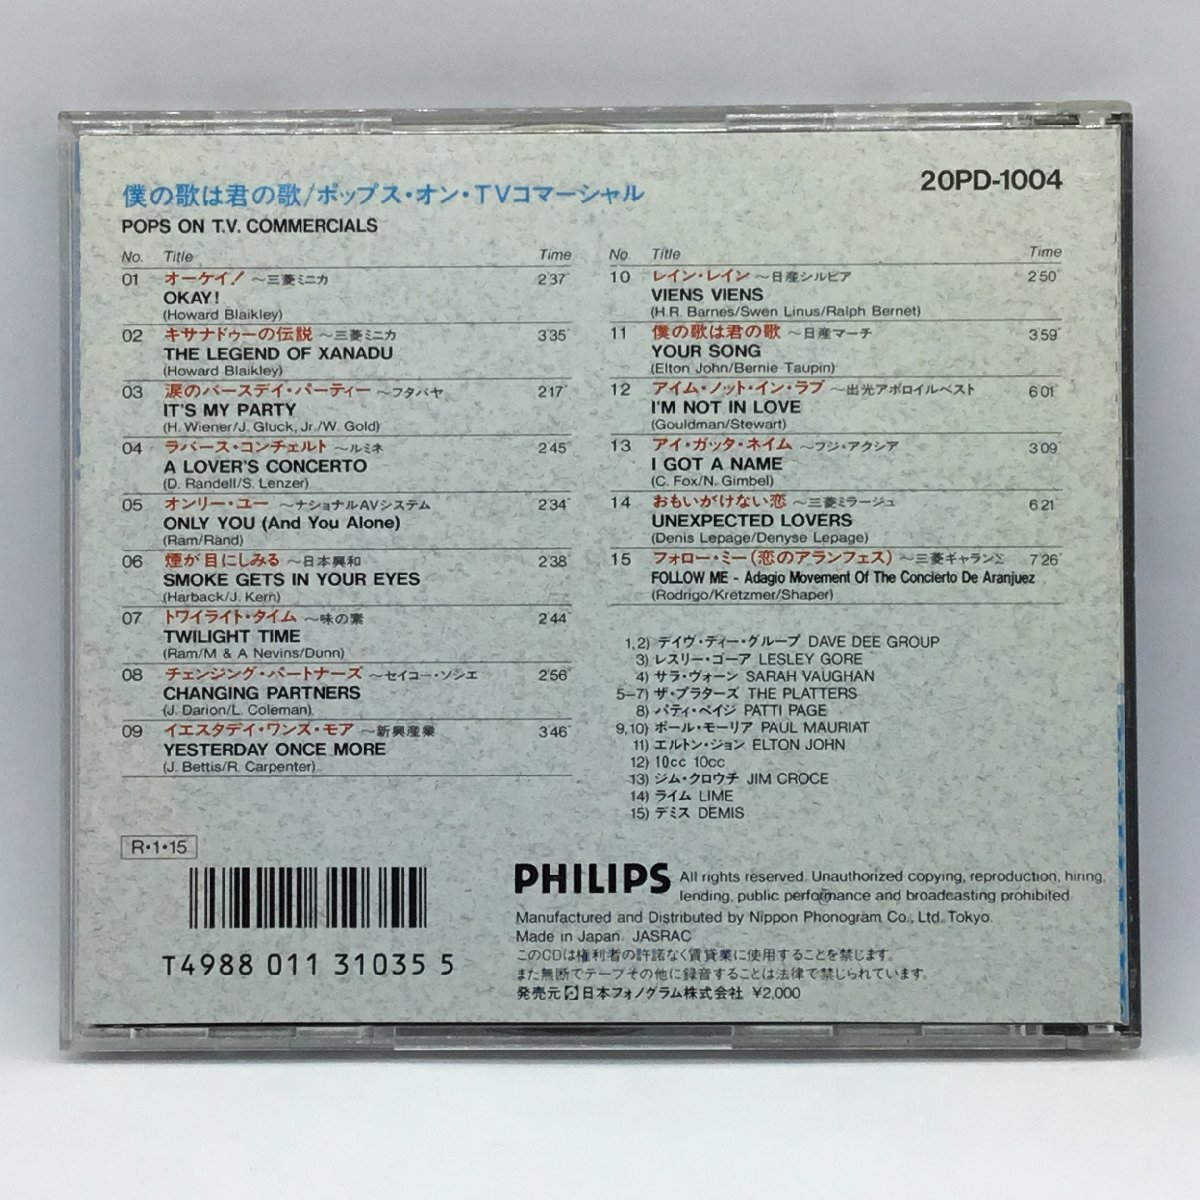 20PD-1004
僕の歌は君の歌/ポップス・オン・TVコマーシャル
POPS ON T.V. COMMERCIALS
No. Title Time
01 オーケイ! 〜三菱ミニカ 2'37"
OKAY!
(Howard Blaikley)
02 キサナドゥーの伝説 〜三菱ミニカ 3'35"
THE LEGEND OF XANADU
(Howard Blaikley)
03 涙のバースデイ・パーティー 〜フタバヤ 2'17"
IT'S MY PARTY
(H. Wiener/J. Gluck, Jr./W. Gold)
04 ラバース・コンチェルト 〜ルミネ 2'45"
A LOVER'S CONCERTO
(D. Randell/S. Lenzer)
05 オンリー・ユー 〜ナショナルAVシステム 2'34"
ONLY YOU (And You Alone)
(Ram/Rand)
06 煙が目にしみる 〜日本興和 2'38"
SMOKE GETS IN YOUR EYES
(Harback/J. Kern)
07 トワイライト・タイム 〜味の素 2'44"
TWILIGHT TIME
(Ram/M & A Nevins/Dunn)
08 チェンジング・パートナーズ 〜セイコー・ソシエ 2'56"
CHANGING PARTNERS
(J. Darion/L. Coleman)
09 イエスタデイ・ワンス・モア 〜新興産業 3'46"
YESTERDAY ONCE MORE
(J. Bettis/R. Carpenter)
No. Title Time
10 レイン・レイン 〜日産シルビア 2'50"
VIENS VIENS
(H.R. Barnes/Swen Linus/Ralph Bernet)
11 僕の歌は君の歌 〜日産マーチ 3'59"
YOUR SONG
(Elton John/Bernie Taupin)
12 アイム・ノット・イン・ラブ 〜出光アポロイルベスト 6'01"
I'M NOT IN LOVE
(Gouldman/Stewart)
13 アイ・ガッタ・ネイム 〜フジ・アクシア 3'09"
I GOT A NAME
(C. Fox/N. Gimbel)
14 おもいがけない恋 〜三菱ミラージュ 6'21"
UNEXPECTED LOVERS
(Denis Lepage/Denyse Lepage)
15 フォロー・ミー(恋のアランフェス) 〜三菱ギャランΣ 7'26"
FOLLOW ME - Adagio Movement Of The Concierto De Aranjuez
(Rodrigo/Kretzmer/Shaper)
1, 2) デイヴ・ディー・グループ DAVE DEE GROUP
3) レスリー・ゴーア LESLEY GORE
4) サラ・ヴォーン SARAH VAUGHAN
5-7) ザ・プラターズ THE PLATTERS
8) パティ・ペイジ PATTI PAGE
9, 10) ポール・モーリア PAUL MAURIAT
11) エルトン・ジョン ELTON JOHN
12) 10cc 10cc
13) ジム・クロウチ JIM CROCE
14) ライム LIME
15) デミス DEMIS
R・1・15
T4988 011 31035 5
PHILIPS
All rights reserved. Unauthorized copying, reproduction, hiring,
lending, public performance and broadcasting prohibited
Manufactured and Distributed by Nippon Phonogram Co., Ltd. Tokyo.
Made in Japan. JASRAC
このCDは権利者の許諾なく賃貸業に使用することを禁じます。
また無断でテープその他に録音することは法律で禁じられています。
発売元 日本フォノグラム株式会社 ¥2,000